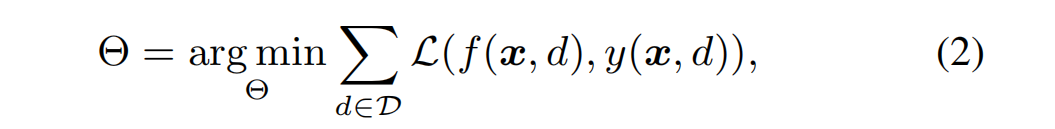 Θ = arg min_Θ ∑_{d∈𝒟} ℒ(f(𝒙, d), y(𝒙, d)), (2)